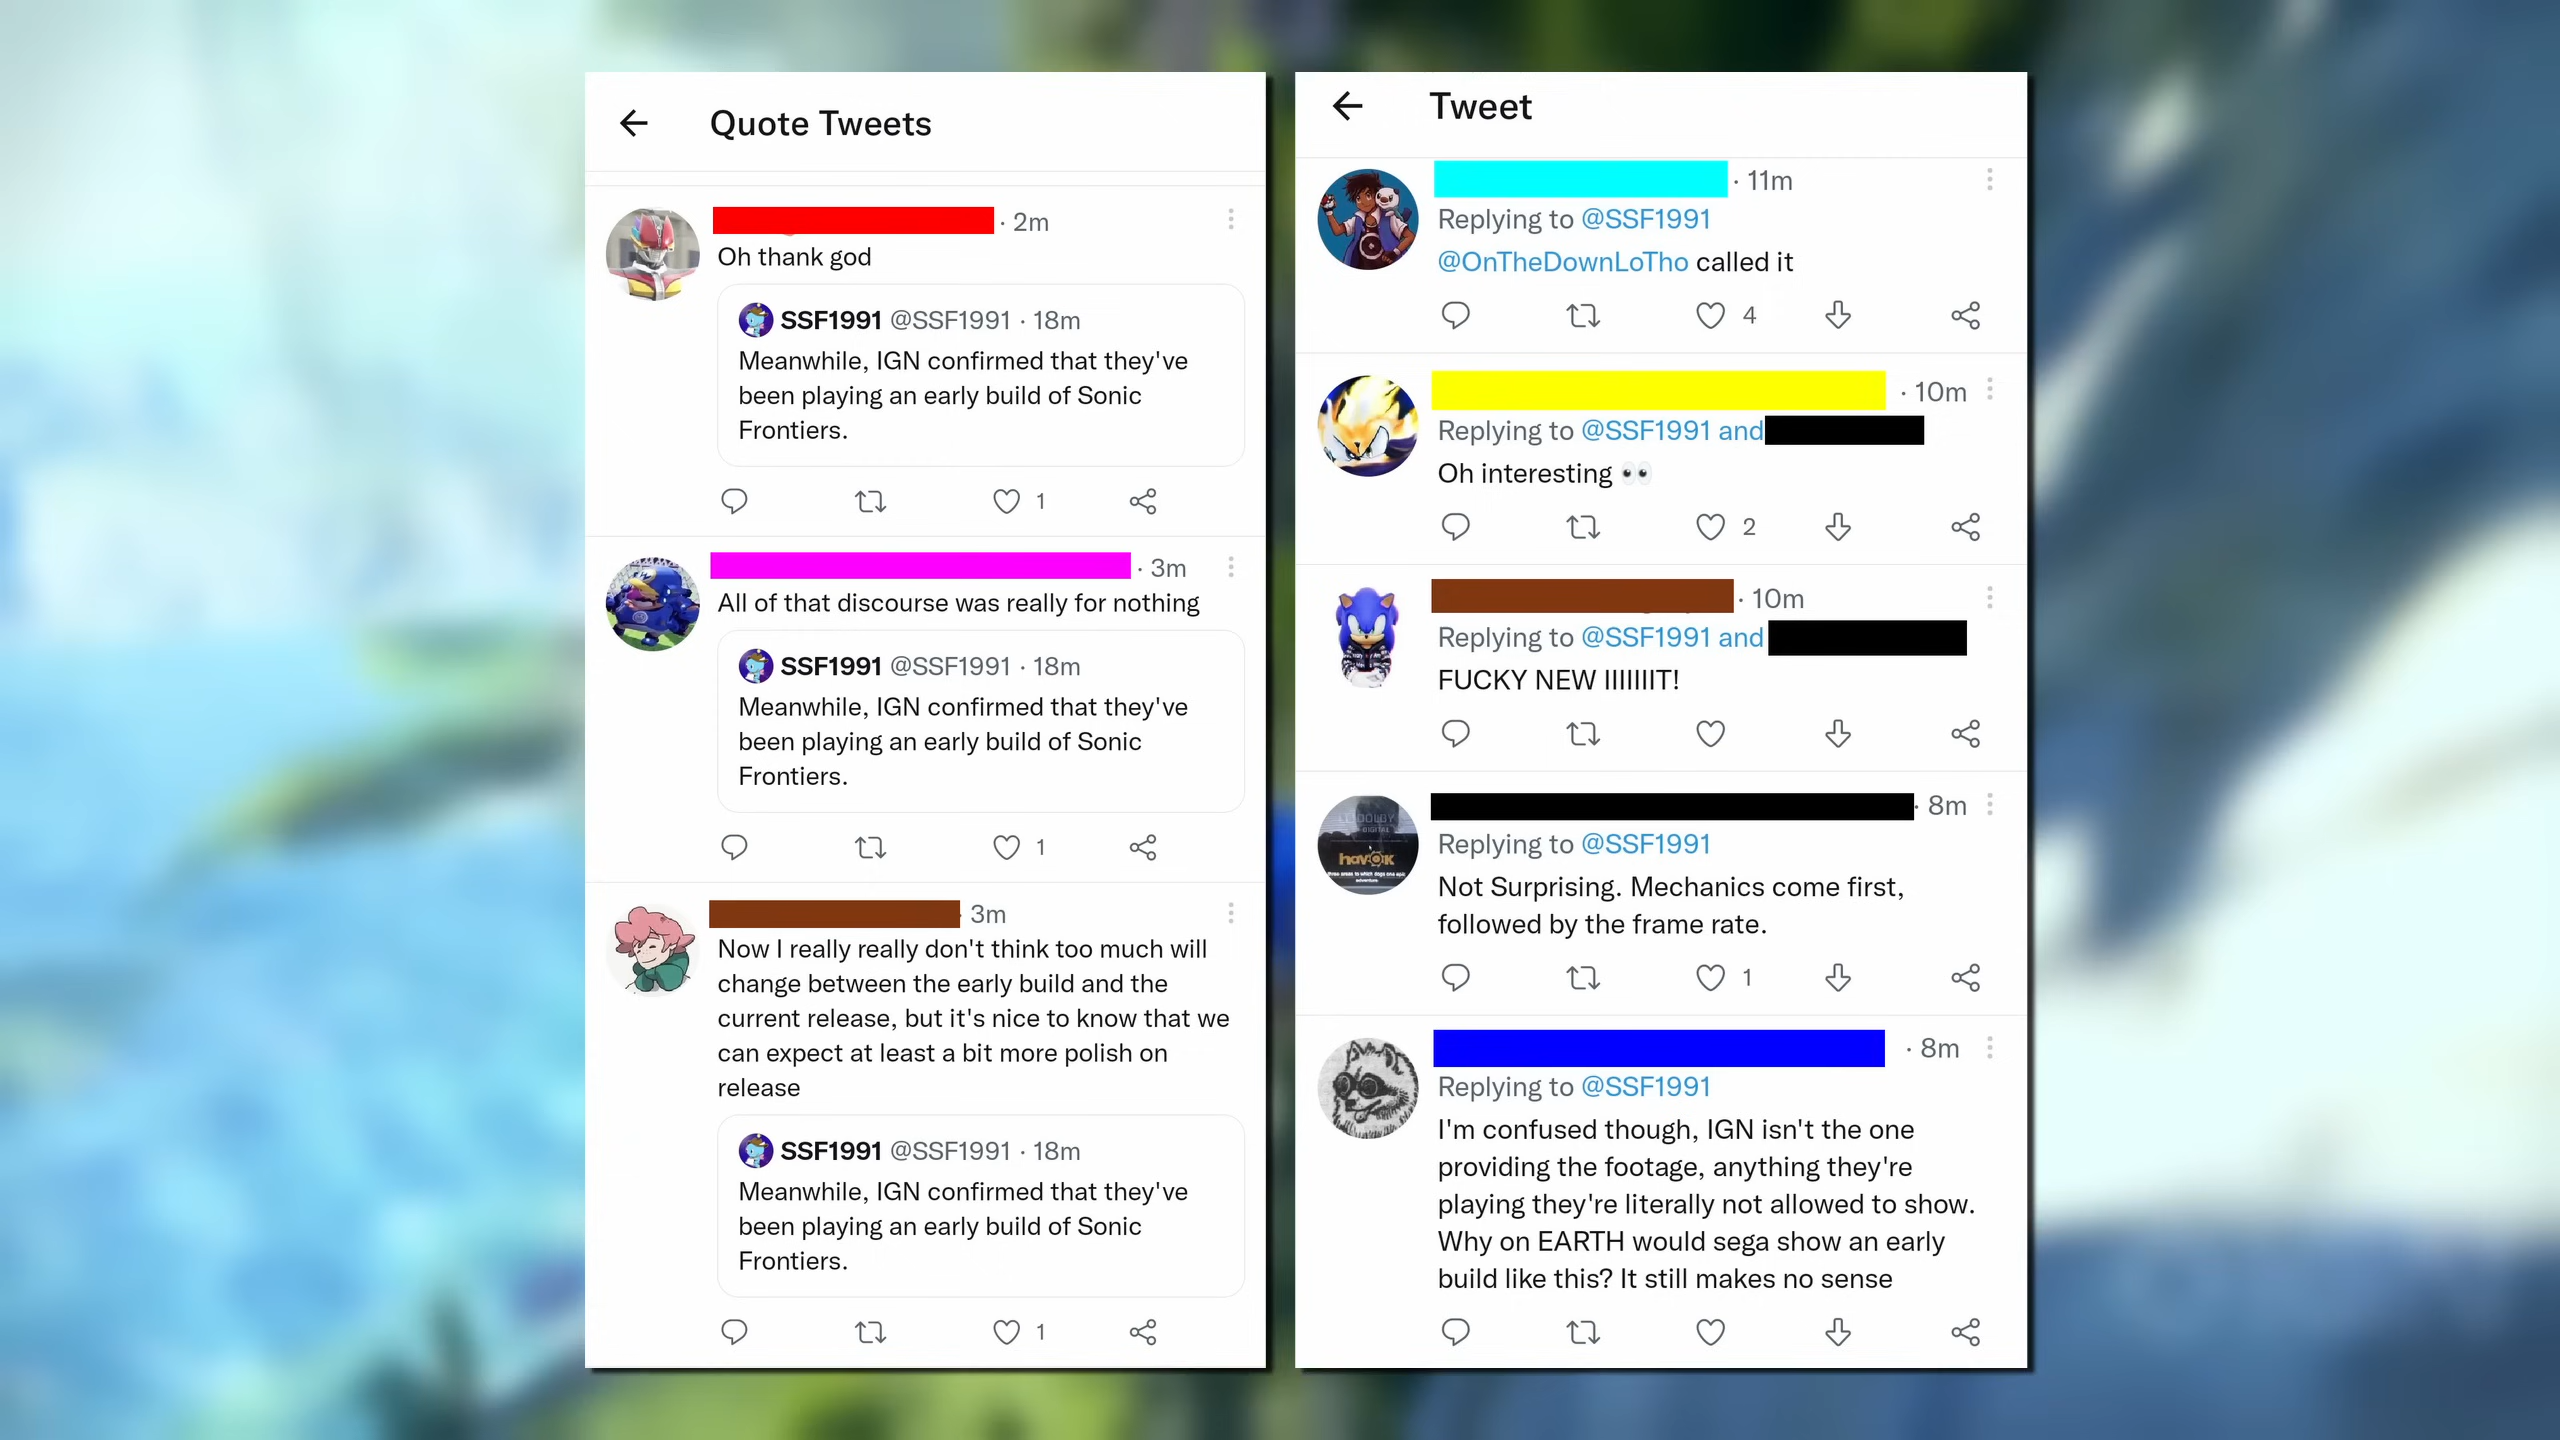 Quote Tweets
· 2m
Oh thank god
SSF1991 @SSF1991 · 18m
Meanwhile, IGN confirmed that they've
been playing an early build of Sonic
Frontiers.
1
· 3m
All of that discourse was really for nothing
SSF1991 @SSF1991 · 18m
Meanwhile, IGN confirmed that they've
been playing an early build of Sonic
Frontiers.
1
3m
Now I really really don't think too much will
change between the early build and the
current release, but it's nice to know that we
can expect at least a bit more polish on
release
SSF1991 @SSF1991 · 18m
Meanwhile, IGN confirmed that they've
been playing an early build of Sonic
Frontiers.
1
Tweet
· 11m
Replying to @SSF1991
@OnTheDownLoTho called it
4
· 10m
Replying to @SSF1991 and
Oh interesting 👀
2
· 10m
Replying to @SSF1991 and
FUCKY NEW IIIIIIIT!
· 8m
DOLBY
DIGITAL
havok
Replying to @SSF1991
Not Surprising. Mechanics come first,
followed by the frame rate.
1
· 8m
Replying to @SSF1991
I'm confused though, IGN isn't the one
providing the footage, anything they're
playing they're literally not allowed to show.
Why on EARTH would sega show an early
build like this? It still makes no sense